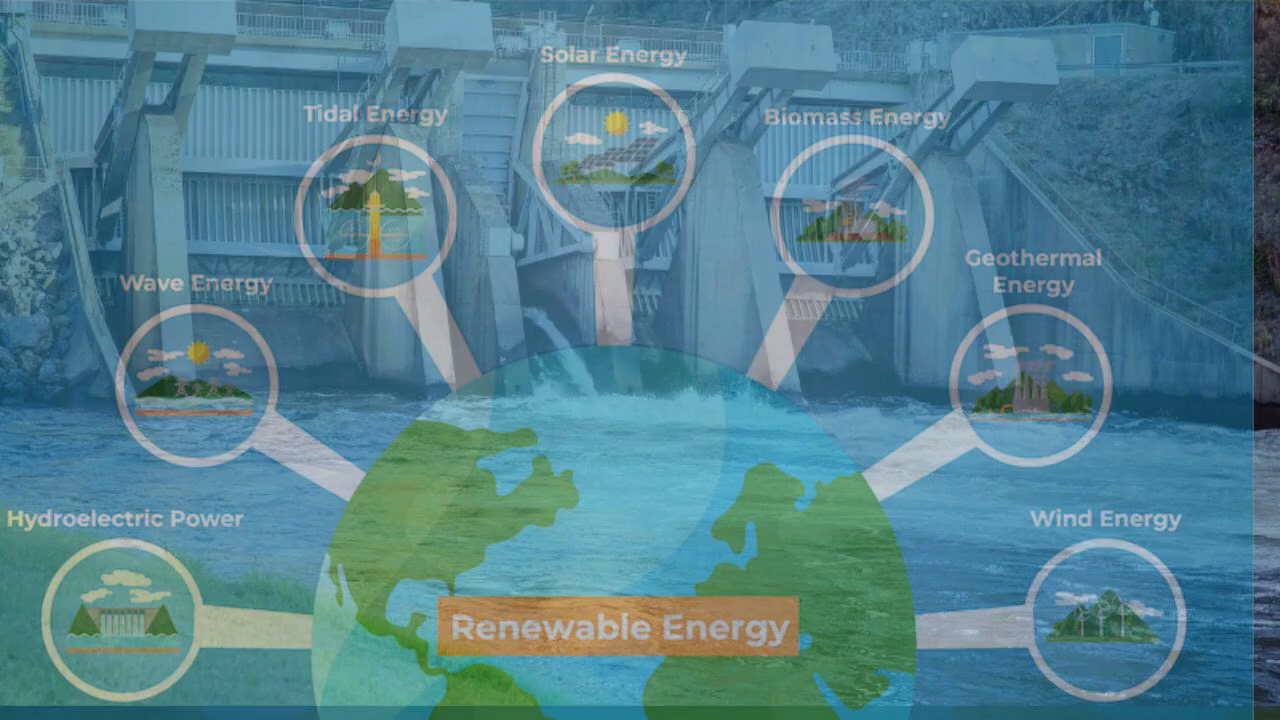 Solar Energy
Tidal Energy
Biomass Energy
Wave Energy
Geothermal
Energy
Hydroelectric Power
Wind Energy
Renewable Energy